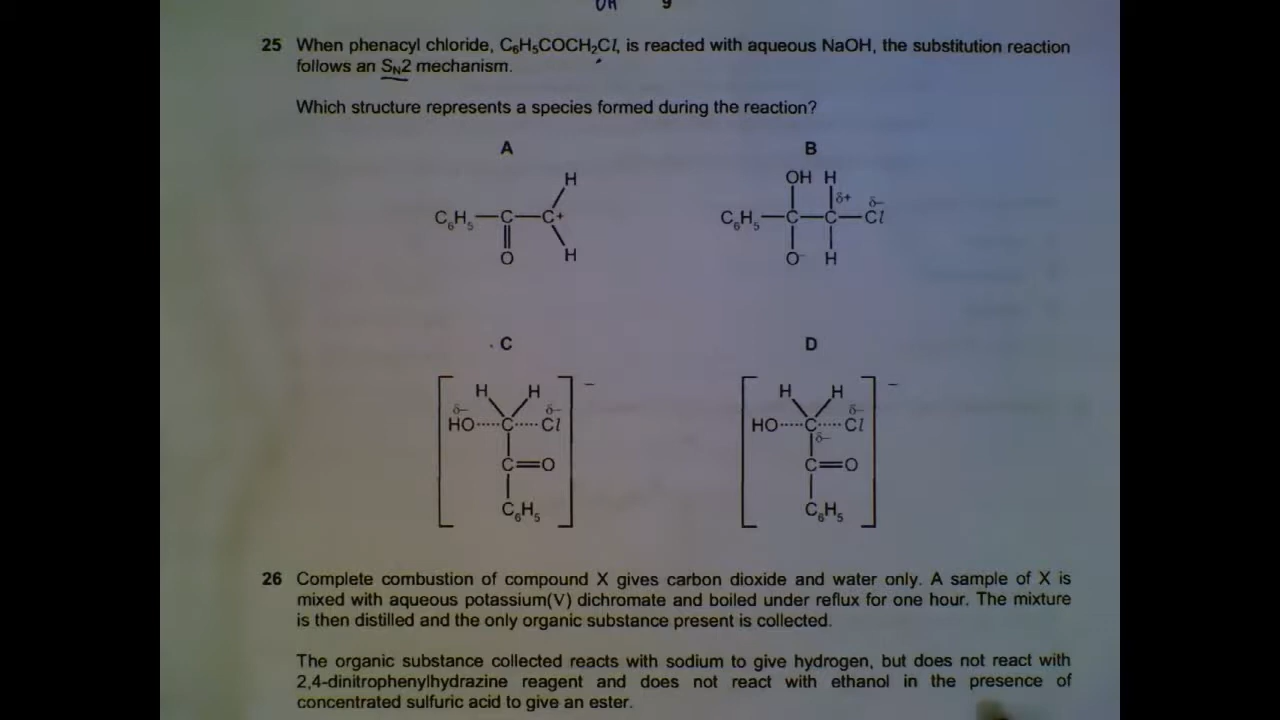 OH 9
25 When phenacyl chloride, C₆H₅COCH₂Cl, is reacted with aqueous NaOH, the substitution reaction
follows an SN2 mechanism.
Which structure represents a species formed during the reaction?
A B
H
C₆H₅—C—C+
O H
OH H
δ+ δ–
C₆H₅—C—C—Cl
O⁻ H
C D
H H –
δ– δ–
HO·····C·····Cl
C=O
C₆H₅
H H –
δ–
HO·····C·····Cl
δ–
C=O
C₆H₅
26 Complete combustion of compound X gives carbon dioxide and water only. A sample of X is
mixed with aqueous potassium(V) dichromate and boiled under reflux for one hour. The mixture
is then distilled and the only organic substance present is collected.
The organic substance collected reacts with sodium to give hydrogen, but does not react with
2,4-dinitrophenylhydrazine reagent and does not react with ethanol in the presence of
concentrated sulfuric acid to give an ester.